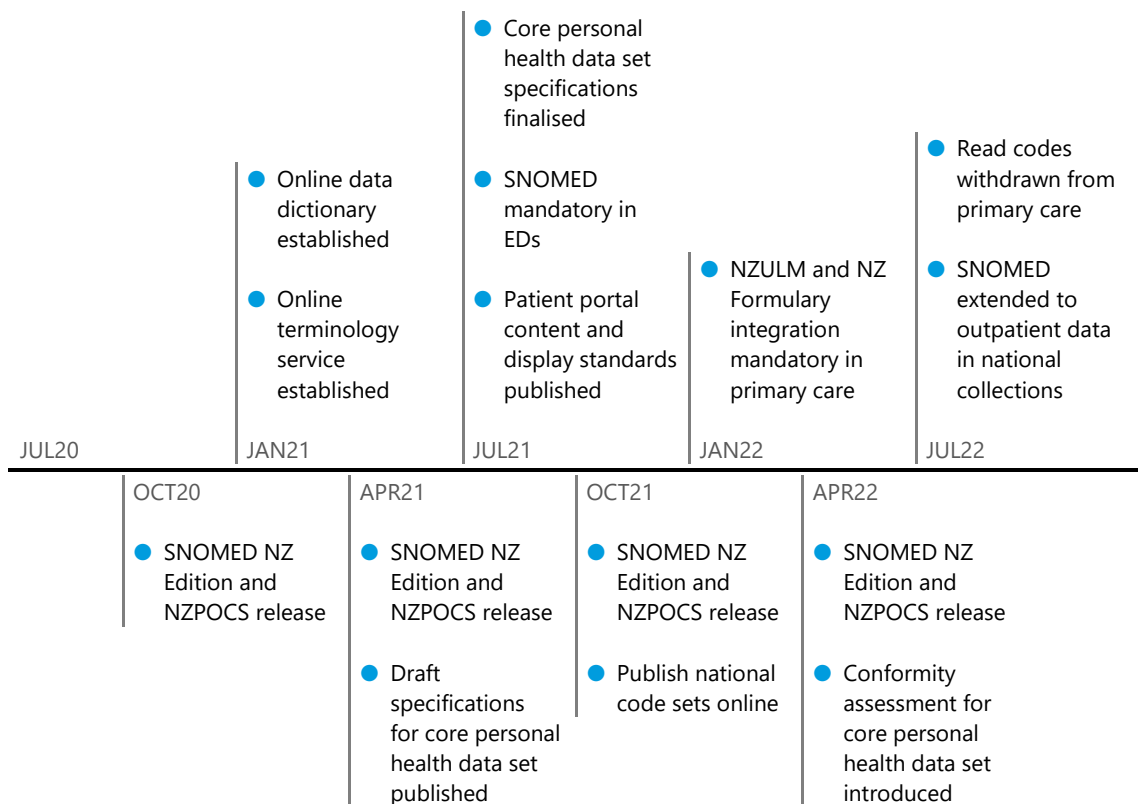 Core personal
health data set
specifications
finalised
SNOMED
mandatory in
EDs
Patient portal
content and
display standards
published
Online data
dictionary
established
Online
terminology
service
established
NZULM and NZ
Formulary
integration
mandatory in
primary care
Read codes
withdrawn from
primary care
SNOMED
extended to
outpatient data
in national
collections
JUL20
JAN21
JUL21
JAN22
JUL22
OCT20
APR21
OCT21
APR22
SNOMED NZ
Edition and
NZPOCS release
SNOMED NZ
Edition and
NZPOCS release
Draft
specifications
for core personal
health data set
published
SNOMED NZ
Edition and
NZPOCS release
Publish national
code sets online
SNOMED NZ
Edition and
NZPOCS release
Conformity
assessment for
core personal
health data set
introduced